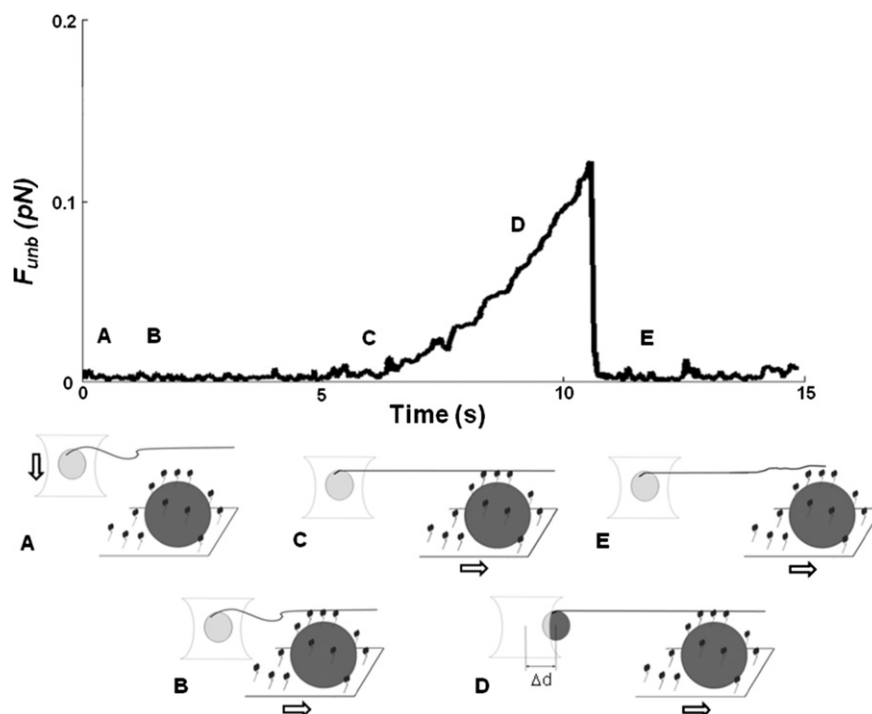 0.2
F_unb (pN)
0.1
D
A B C E
0
0 5 10 15
Time (s)
A
C
E
B
D
Δd